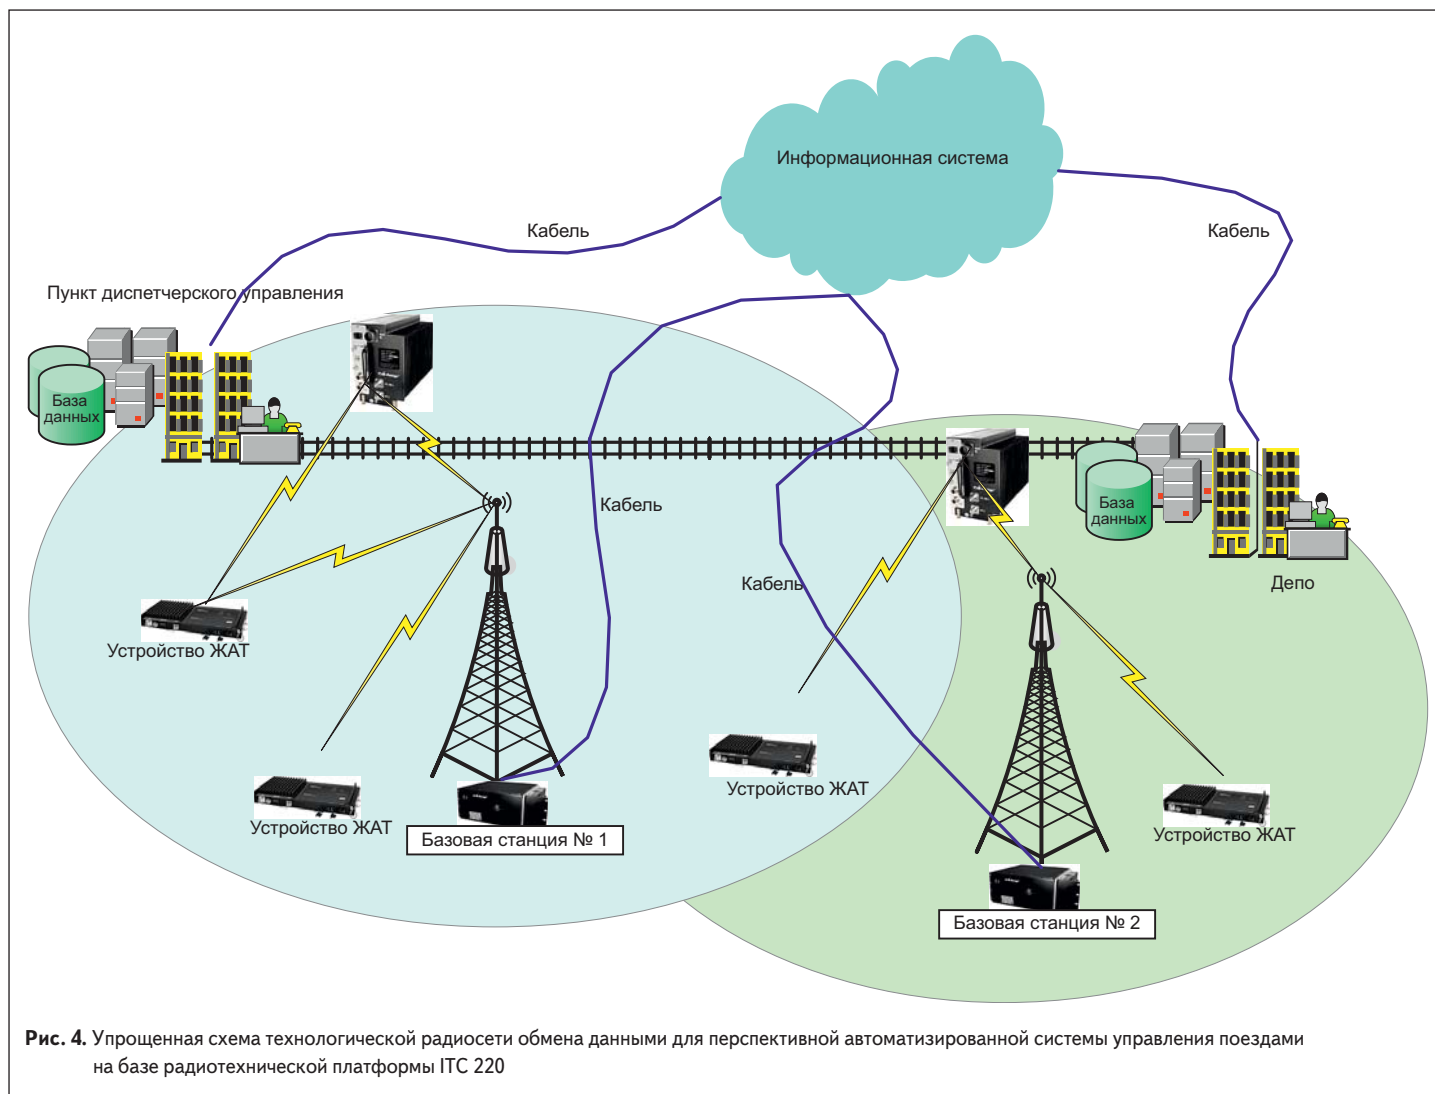 Информационная система
Кабель
Кабель
Пункт диспетчерского управления
База
данных
Кабель
База
данных
Кабель
Депо
Устройство ЖАТ
Устройство ЖАТ
Устройство ЖАТ
Устройство ЖАТ
Базовая станция № 1
Базовая станция № 2
Рис. 4. Упрощенная схема технологической радиосети обмена данными для перспективной автоматизированной системы управления поездами
на базе радиотехнической платформы ITC 220